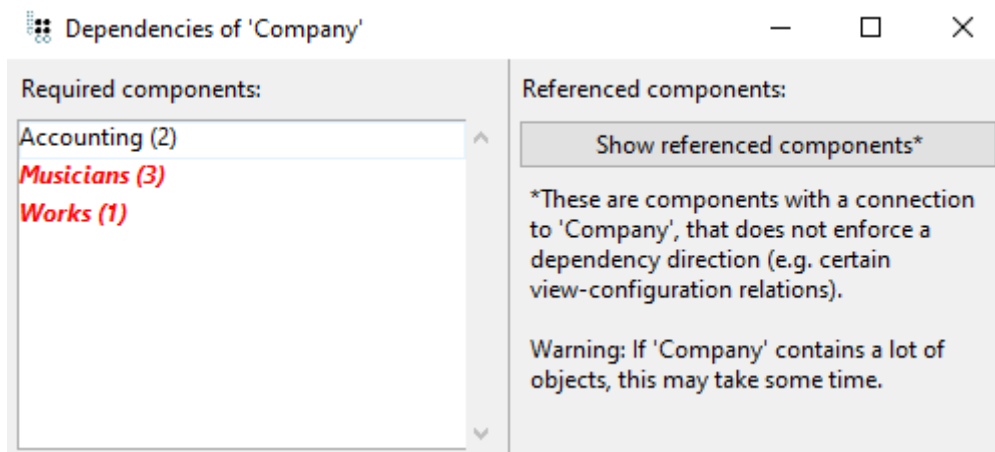 Dependencies of 'Company'
Required components:
Accounting (2)
Musicians (3)
Works (1)
Referenced components:
Show referenced components*
*These are components with a connection
to 'Company', that does not enforce a
dependency direction (e.g. certain
view-configuration relations).
Warning: If 'Company' contains a lot of
objects, this may take some time.